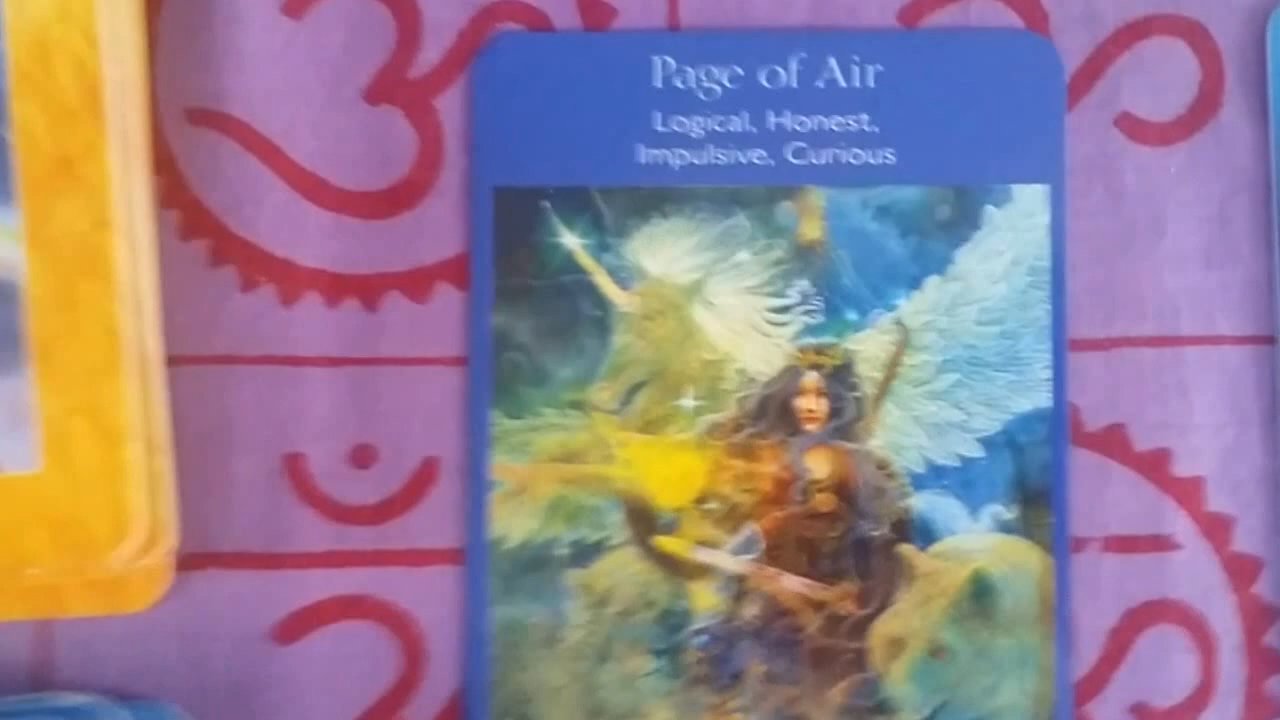 Page of Air
Logical, Honest,
Impulsive, Curious